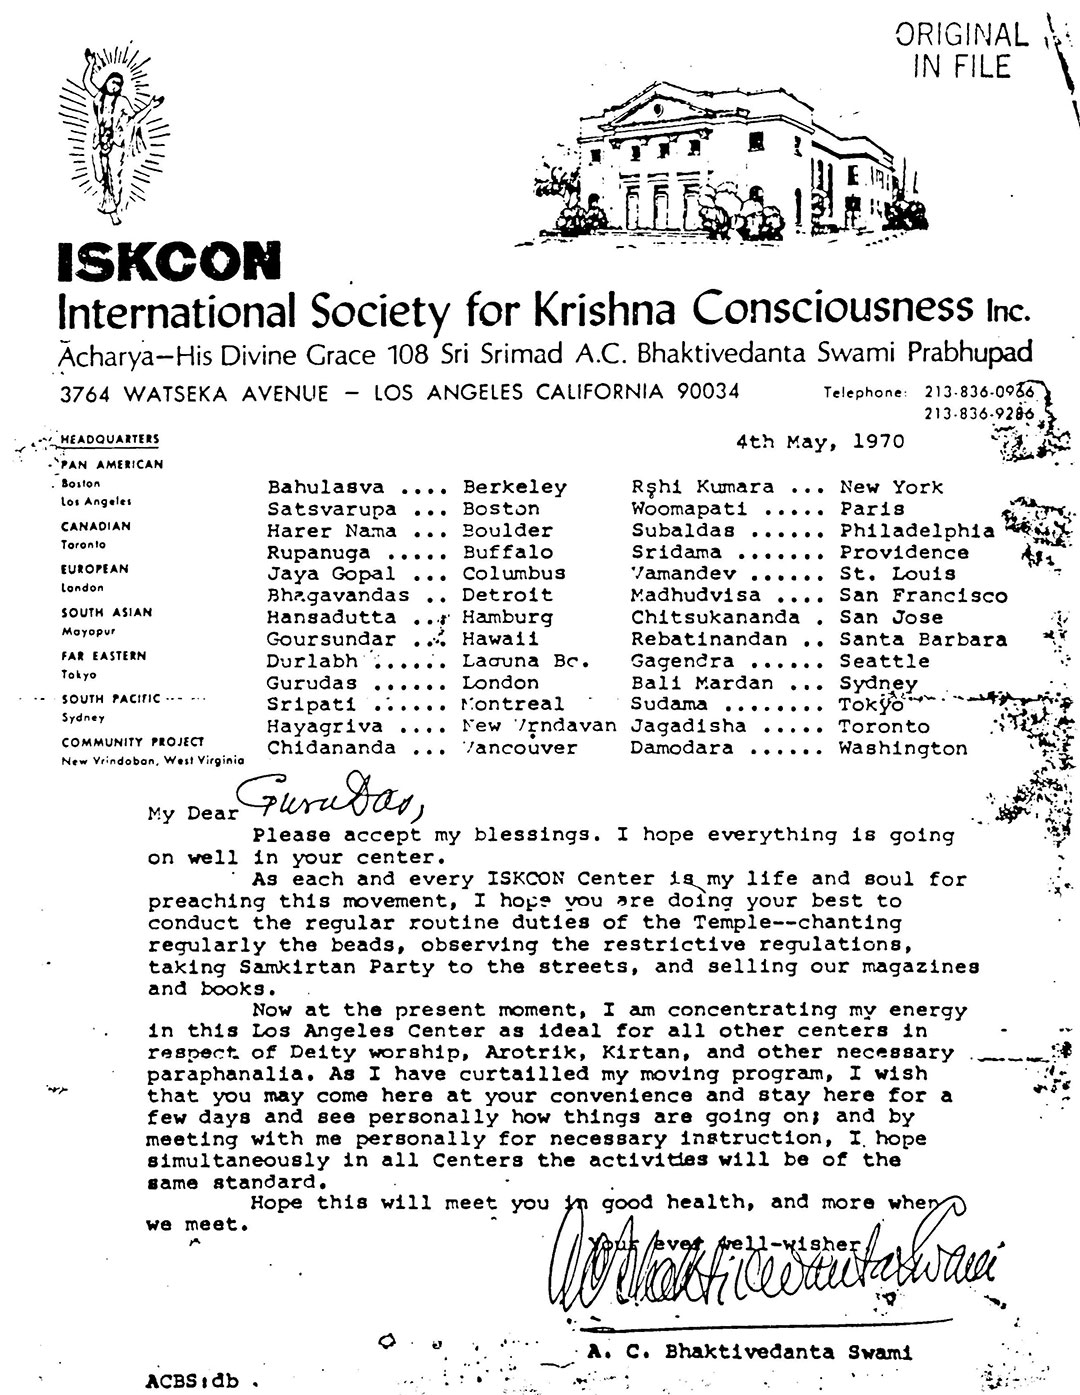 ORIGINAL
IN FILE
ISKCON
International Society for Krishna Consciousness Inc.
Acharya—His Divine Grace 108 Sri Srimad A.C. Bhaktivedanta Swami Prabhupad
3764 WATSEKA AVENUE — LOS ANGELES CALIFORNIA 90034 Telephone: 213-836-0966
213-836-9286
4th May, 1970
HEADQUARTERS
PAN AMERICAN
Boston
Los Angeles
CANADIAN
Toronto
EUROPEAN
London
SOUTH ASIAN
Mayapur
FAR EASTERN
Tokyo
SOUTH PACIFIC
Sydney
COMMUNITY PROJECT
New Vrindoban, West Virginia
Bahulasva .... Berkeley Rshi Kumara ... New York
Satsvarupa ... Boston Woomapati ..... Paris
Harer Nama ... Boulder Subaldas ...... Philadelphia
Rupanuga ..... Buffalo Sridama ....... Providence
Jaya Gopal ... Columbus Vamandev ...... St. Louis
Bhagavandas .. Detroit Madhudvisa .... San Francisco
Hansadutta ... Hamburg Chitsukananda . San Jose
Goursundar ... Hawaii Rebatinandan .. Santa Barbara
Durlabh ...... Laguna Bc. Gagendra ...... Seattle
Gurudas ...... London Bali Mardan ... Sydney
Sripati ...... Montreal Sudama ........ Tokyo
Hayagriva .... New Vrndavan Jagadisha ..... Toronto
Chidananda ... Vancouver Damodara ...... Washington
My Dear GuruDas,
Please accept my blessings. I hope everything is going
on well in your center.
As each and every ISKCON Center is my life and soul for
preaching this movement, I hope you are doing your best to
conduct the regular routine duties of the Temple--chanting
regularly the beads, observing the restrictive regulations,
taking Samkirtan Party to the streets, and selling our magazines
and books.
Now at the present moment, I am concentrating my energy
in this Los Angeles Center as ideal for all other centers in
respect of Deity worship, Arotrik, Kirtan, and other necessary
paraphanalia. As I have curtailled my moving program, I wish
that you may come here at your convenience and stay here for a
few days and see personally how things are going on; and by
meeting with me personally for necessary instruction, I hope
simultaneously in all Centers the activities will be of the
same standard.
Hope this will meet you in good health, and more when
we meet.
Your ever well-wisher
ACBhaktivedanta Swami
A. C. Bhaktivedanta Swami
ACBS:db .